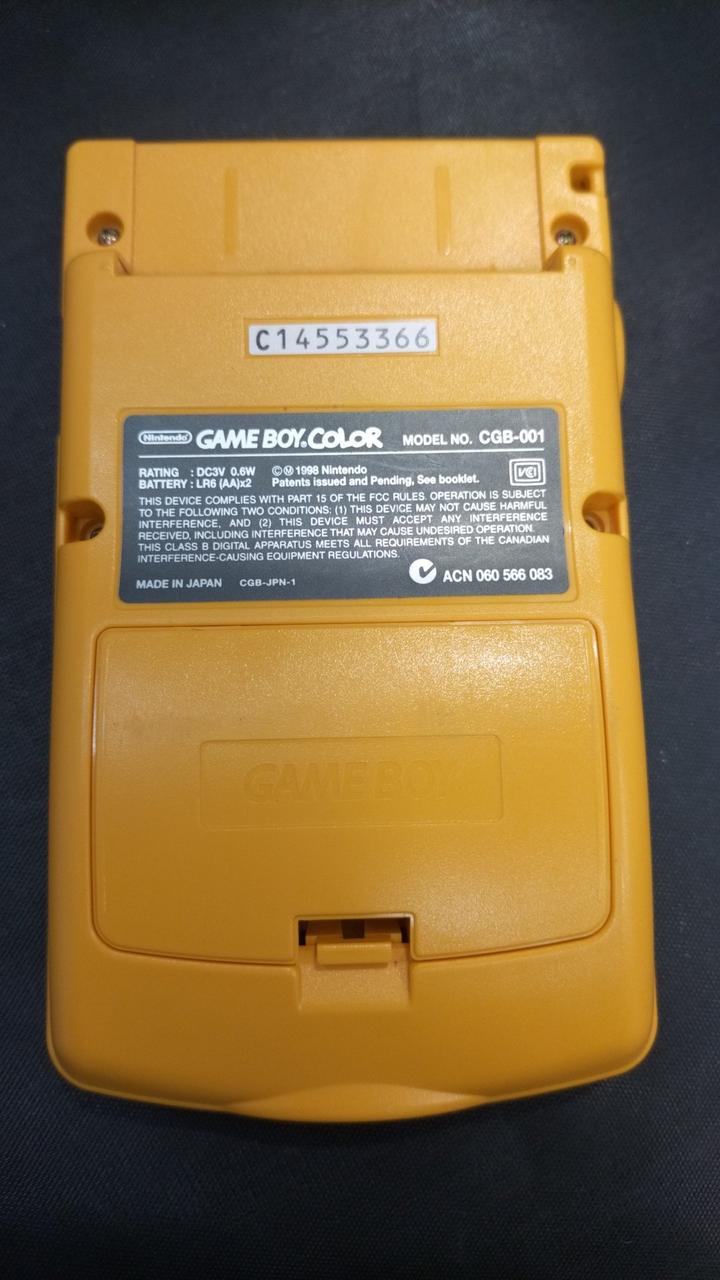 C14553366
Nintendo GAME BOY COLOR MODEL NO. CGB-001
RATING : DC3V 0.6W ©Ⓜ1998 Nintendo
BATTERY : LR6 (AA)x2 Patents issued and Pending, See booklet.
VCI
THIS DEVICE COMPLIES WITH PART 15 OF THE FCC RULES. OPERATION IS SUBJECT
TO THE FOLLOWING TWO CONDITIONS: (1) THIS DEVICE MAY NOT CAUSE HARMFUL
INTERFERENCE, AND (2) THIS DEVICE MUST ACCEPT ANY INTERFERENCE
RECEIVED, INCLUDING INTERFERENCE THAT MAY CAUSE UNDESIRED OPERATION.
THIS CLASS B DIGITAL APPARATUS MEETS ALL REQUIREMENTS OF THE CANADIAN
INTERFERENCE-CAUSING EQUIPMENT REGULATIONS.
MADE IN JAPAN CGB-JPN-1 ACN 060 566 083
GAME BOY